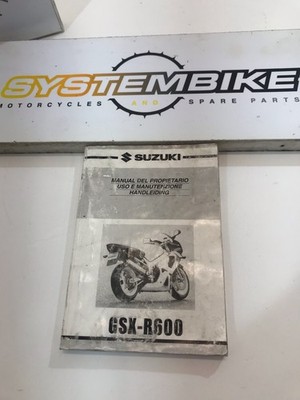 SYSTEMBIKE
MOTORCYCLES AND SPARE PARTS
SUZUKI
MANUAL DEL PROPIETARIO
USO E MANUTENZIONE
HANDLEIDING
GSX-R600